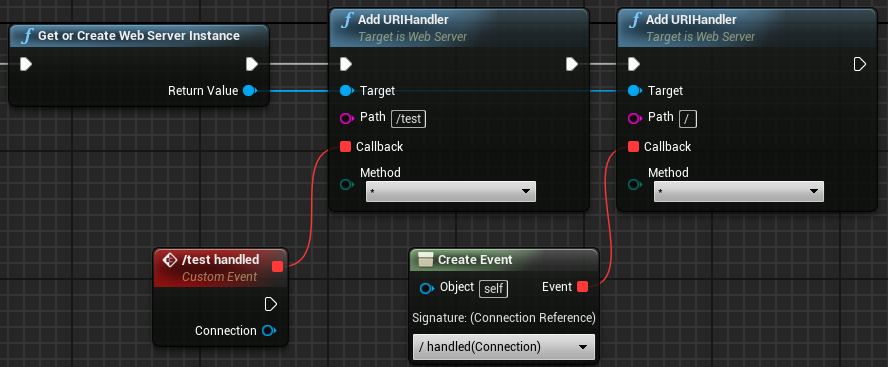 Get or Create Web Server Instance
Return Value
Add URIHandler
Target is Web Server
Target
Path /test
Callback
Method
*
Add URIHandler
Target is Web Server
Target
Path /
Callback
Method
*
/test handled
Custom Event
Connection
Create Event
Object self Event
Signature: (Connection Reference)
/ handled(Connection)